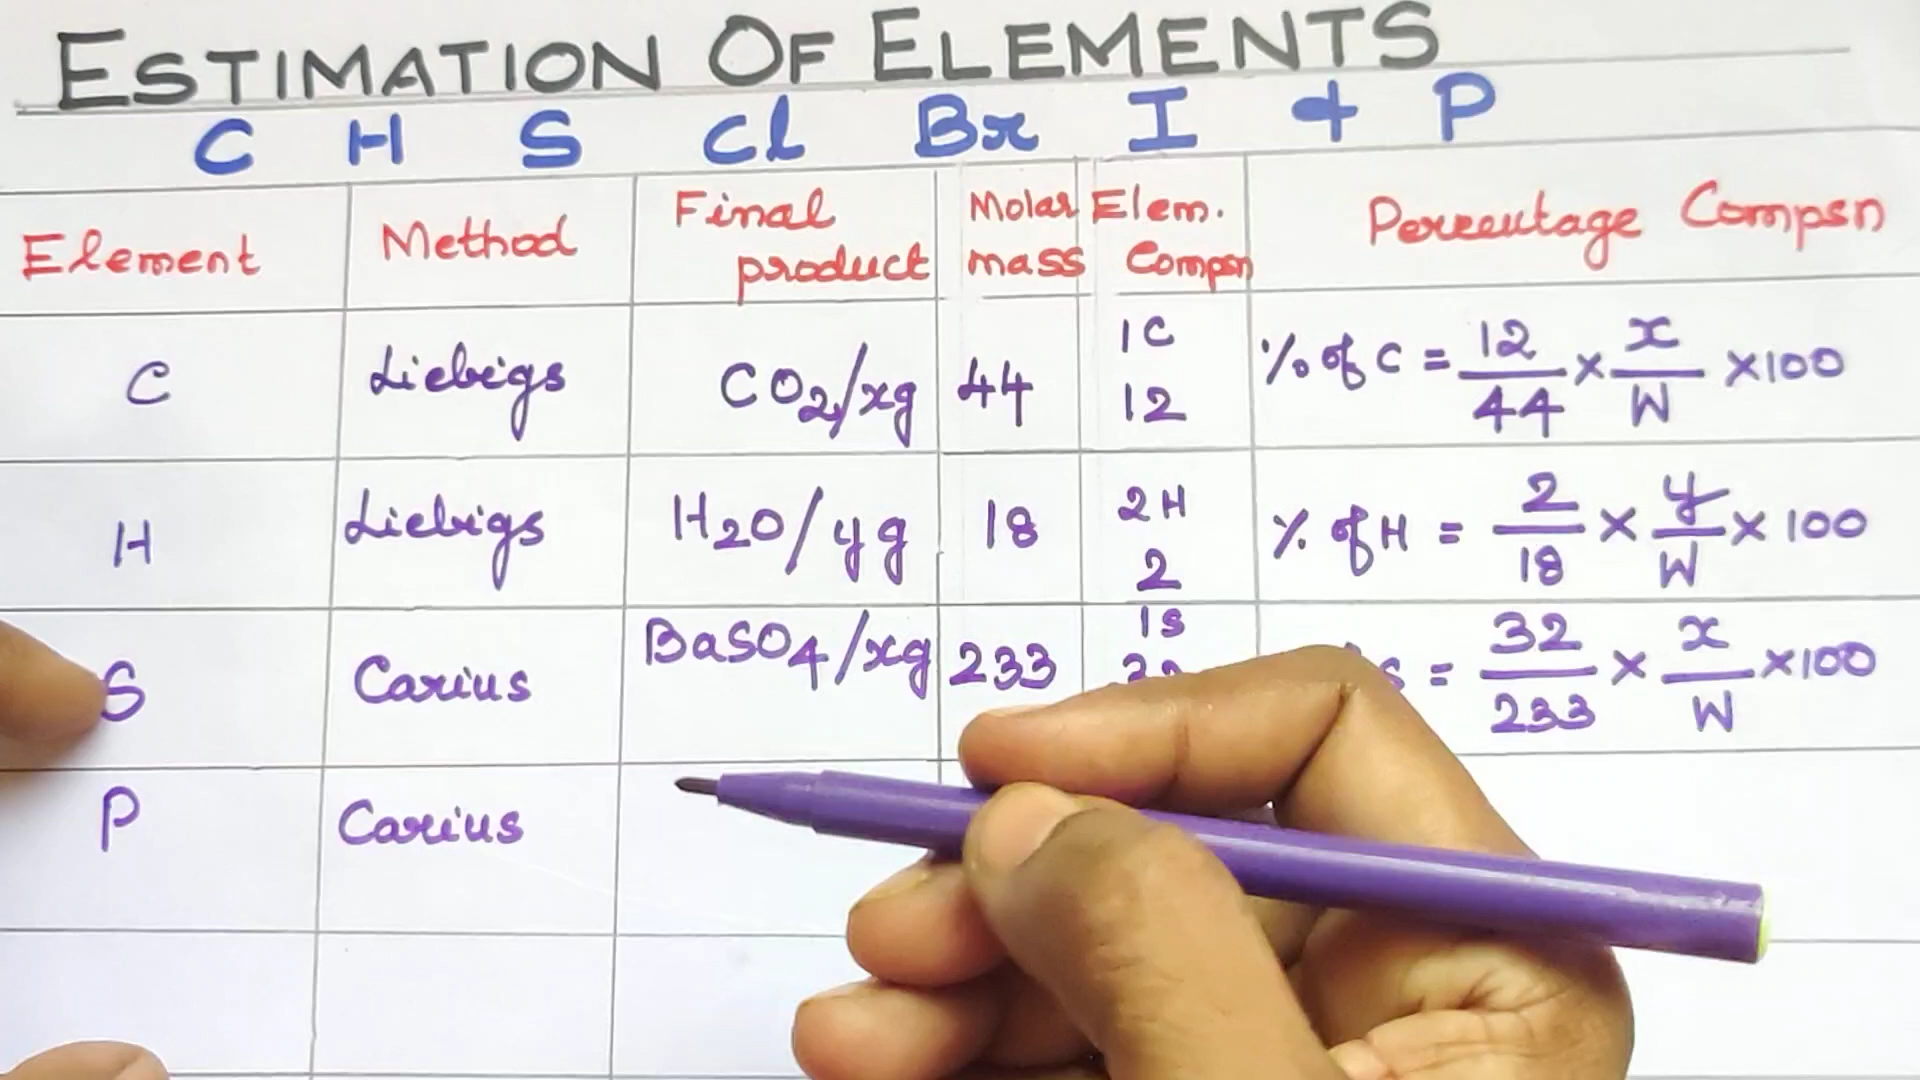 ESTIMATION OF ELEMENTS
C H S Cl Br I & P
Element Method Final product Molar mass Elem. Compsn Percentage Compsn
C Liebigs CO2/xg 44 1C 12 % of C = 12/44 × x/W ×100
H Liebigs H2O/yg 18 2H 2 % of H = 2/18 × y/W × 100
S Carius BaSO4/xg 233 1S S = 32/233 × x/W ×100
P Carius